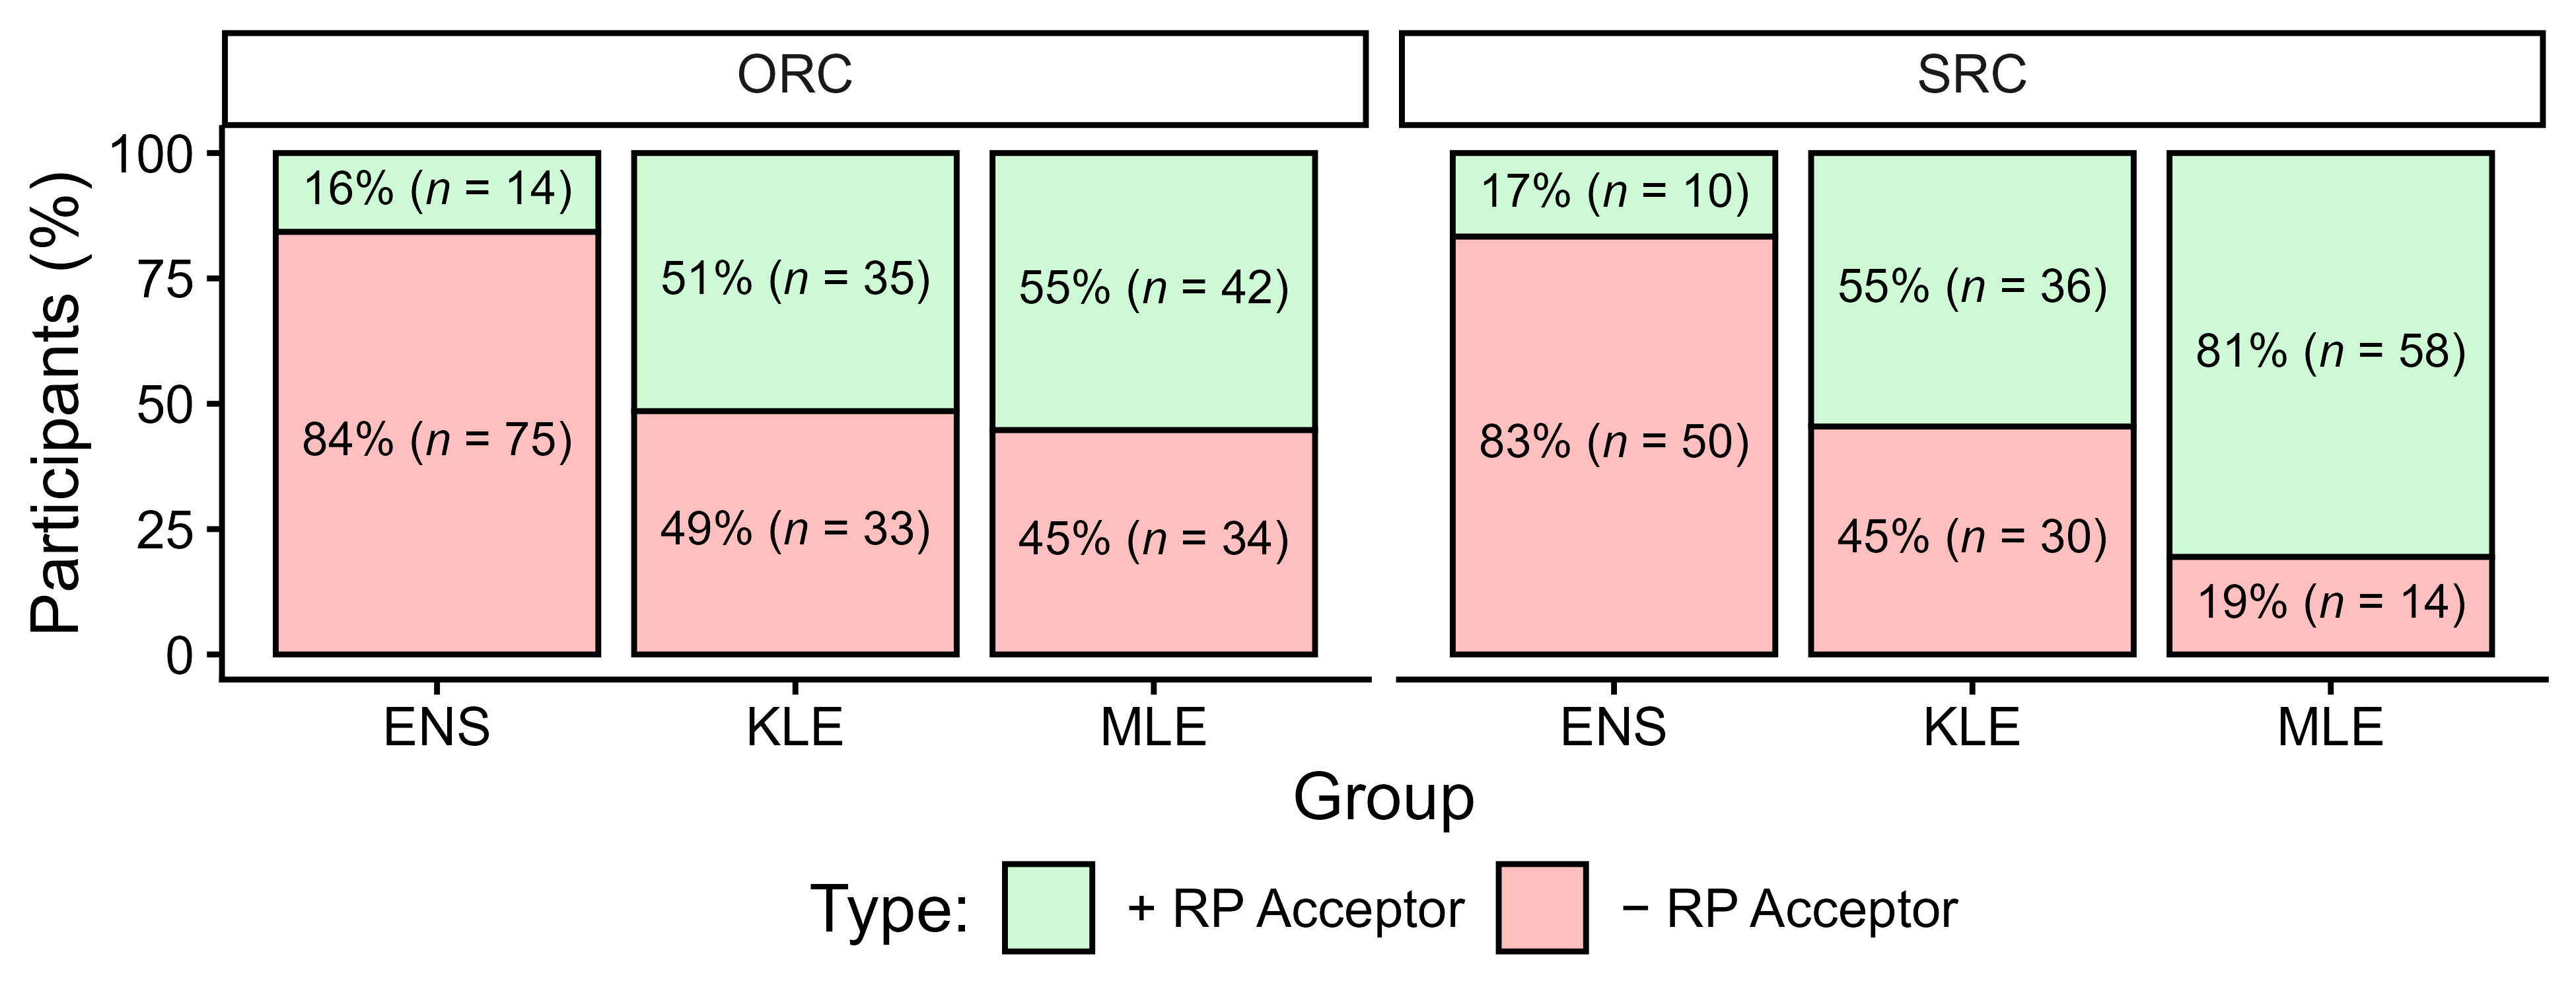 ORC
SRC
Participants (%)
100
75
50
25
0
16% (n = 14)
84% (n = 75)
51% (n = 35)
49% (n = 33)
55% (n = 42)
45% (n = 34)
17% (n = 10)
83% (n = 50)
55% (n = 36)
45% (n = 30)
81% (n = 58)
19% (n = 14)
ENS
KLE
MLE
ENS
KLE
MLE
Group
Type:
+ RP Acceptor
− RP Acceptor